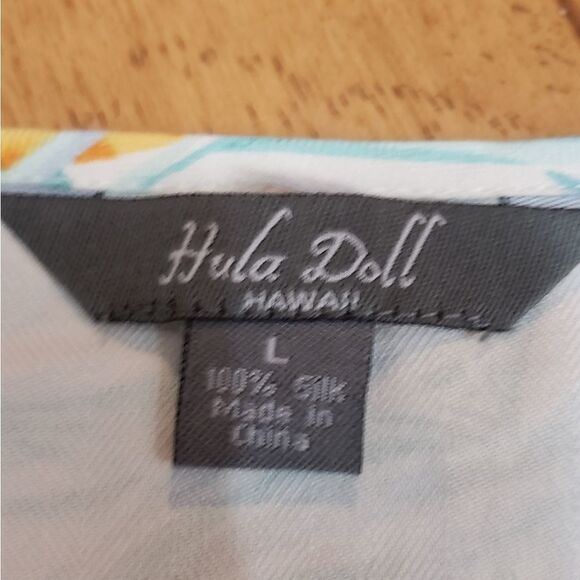 Hula Doll
HAWAII
L
100% Silk
Made in
China